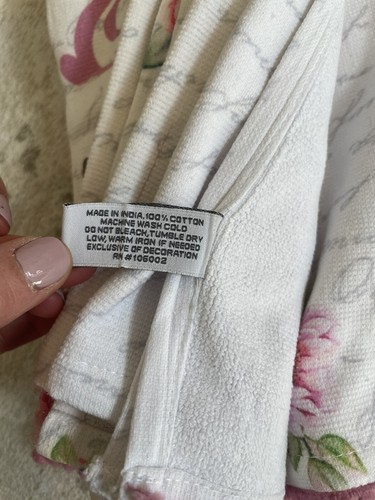 MADE IN INDIA. 100% COTTON
MACHINE WASH COLD
DO NOT BLEACH, TUMBLE DRY
LOW, WARM IRON IF NEEDED
EXCLUSIVE OF DECORATION
RN #106002